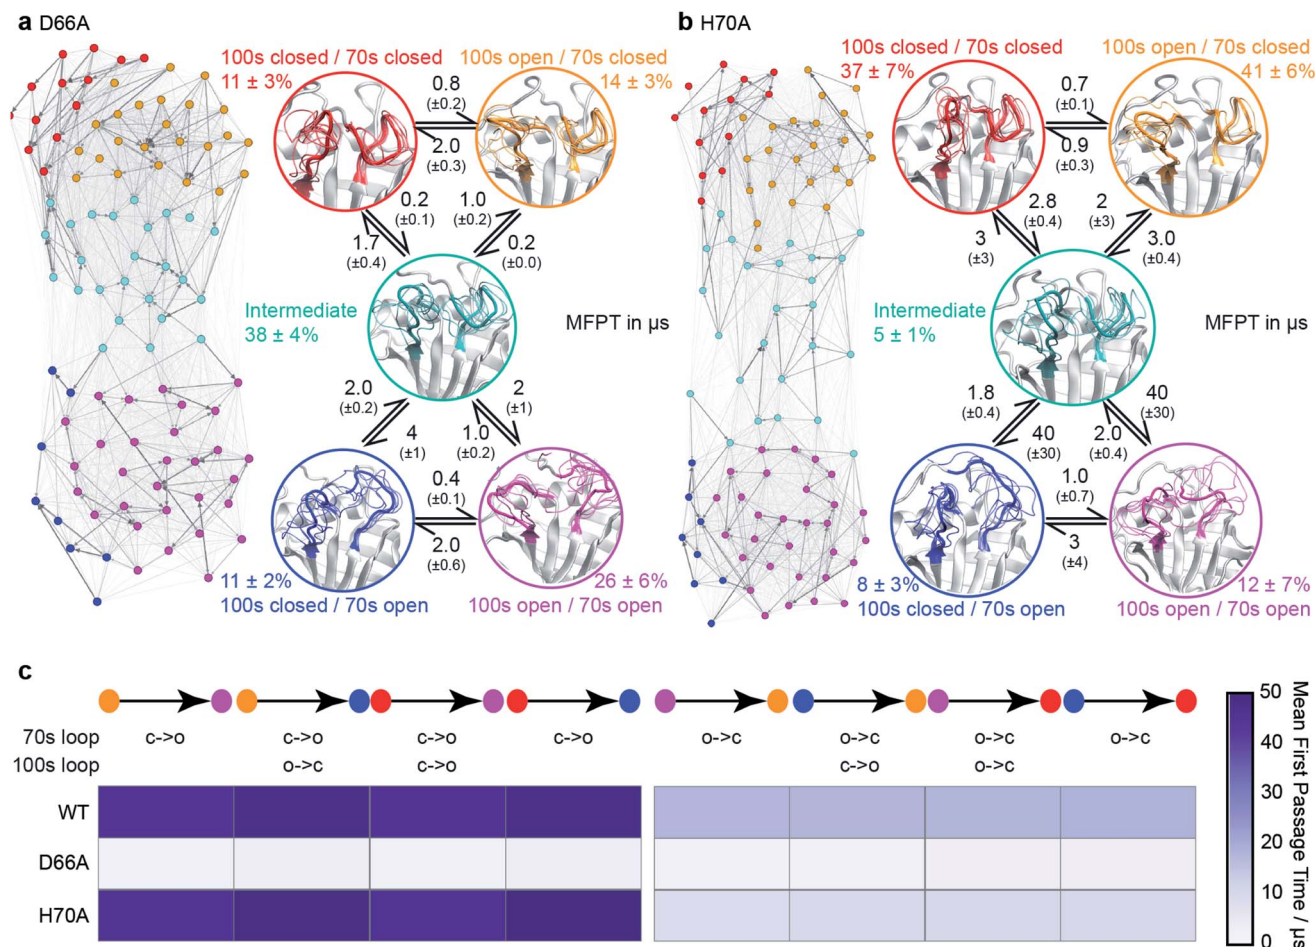 a D66A
100s closed / 70s closed
11 ± 3%
100s open / 70s closed
14 ± 3%
0.8
(±0.2)
2.0
(±0.3)
0.2
(±0.1)
1.7
(±0.4)
1.0
(±0.2)
0.2
(±0.0)
Intermediate
38 ± 4%
MFPT in µs
2.0
(±0.2)
4
(±1)
2
(±1)
1.0
(±0.2)
0.4
(±0.1)
2.0
(±0.6)
11 ± 2%
100s closed / 70s open
26 ± 6%
100s open / 70s open
b H70A
100s closed / 70s closed
37 ± 7%
100s open / 70s closed
41 ± 6%
0.7
(±0.1)
0.9
(±0.3)
2.8
(±0.4)
3
(±3)
2
(±3)
3.0
(±0.4)
Intermediate
5 ± 1%
MFPT in µs
1.8
(±0.4)
40
(±30)
40
(±30)
2.0
(±0.4)
1.0
(±0.7)
3
(±4)
8 ± 3%
100s closed / 70s open
12 ± 7%
100s open / 70s open
c
70s loop c->o c->o c->o c->o o->c o->c o->c o->c
100s loop o->c c->o c->o o->c
WT
D66A
H70A
50
40
30
20
10
0
Mean First Passage Time / µs